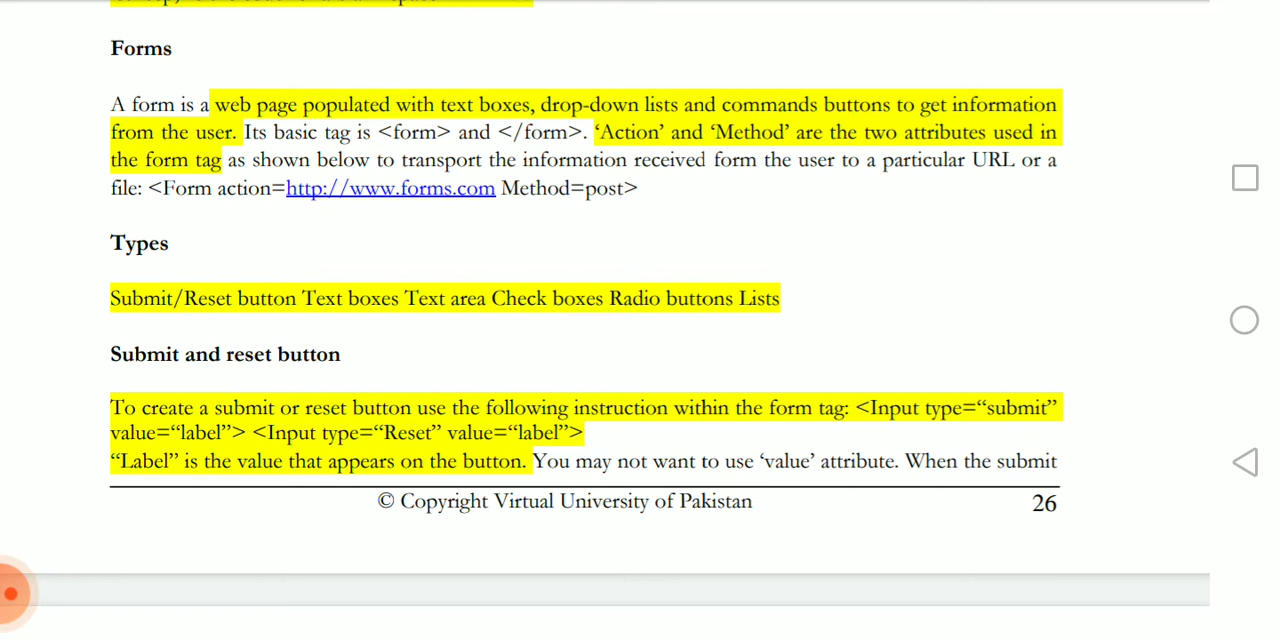 Forms
A form is a web page populated with text boxes, drop-down lists and commands buttons to get information
from the user. Its basic tag is <form> and </form>. ‘Action’ and ‘Method’ are the two attributes used in
the form tag as shown below to transport the information received form the user to a particular URL or a
file: <Form action=http://www.forms.com Method=post>
Types
Submit/Reset button Text boxes Text area Check boxes Radio buttons Lists
Submit and reset button
To create a submit or reset button use the following instruction within the form tag: <Input type=“submit”
value=“label”> <Input type=“Reset” value=“label”>
“Label” is the value that appears on the button. You may not want to use ‘value’ attribute. When the submit
© Copyright Virtual University of Pakistan 26